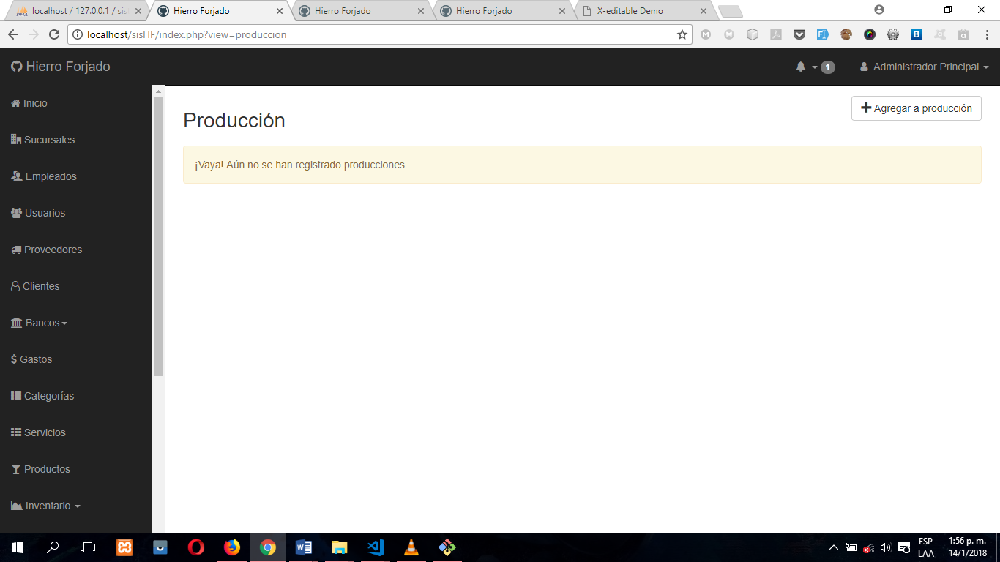 localhost / 127.0.0.1 / sis
Hierro Forjado
Hierro Forjado
Hierro Forjado
X-editable Demo
localhost/sisHF/index.php?view=produccion
Hierro Forjado
1
Administrador Principal
Inicio
Sucursales
Empleados
Usuarios
Proveedores
Clientes
Bancos
Gastos
Categorías
Servicios
Productos
Inventario
Agregar a producción
Producción
¡Vaya! Aún no se han registrado producciones.
ESP
LAA
1:56 p. m.
14/1/2018